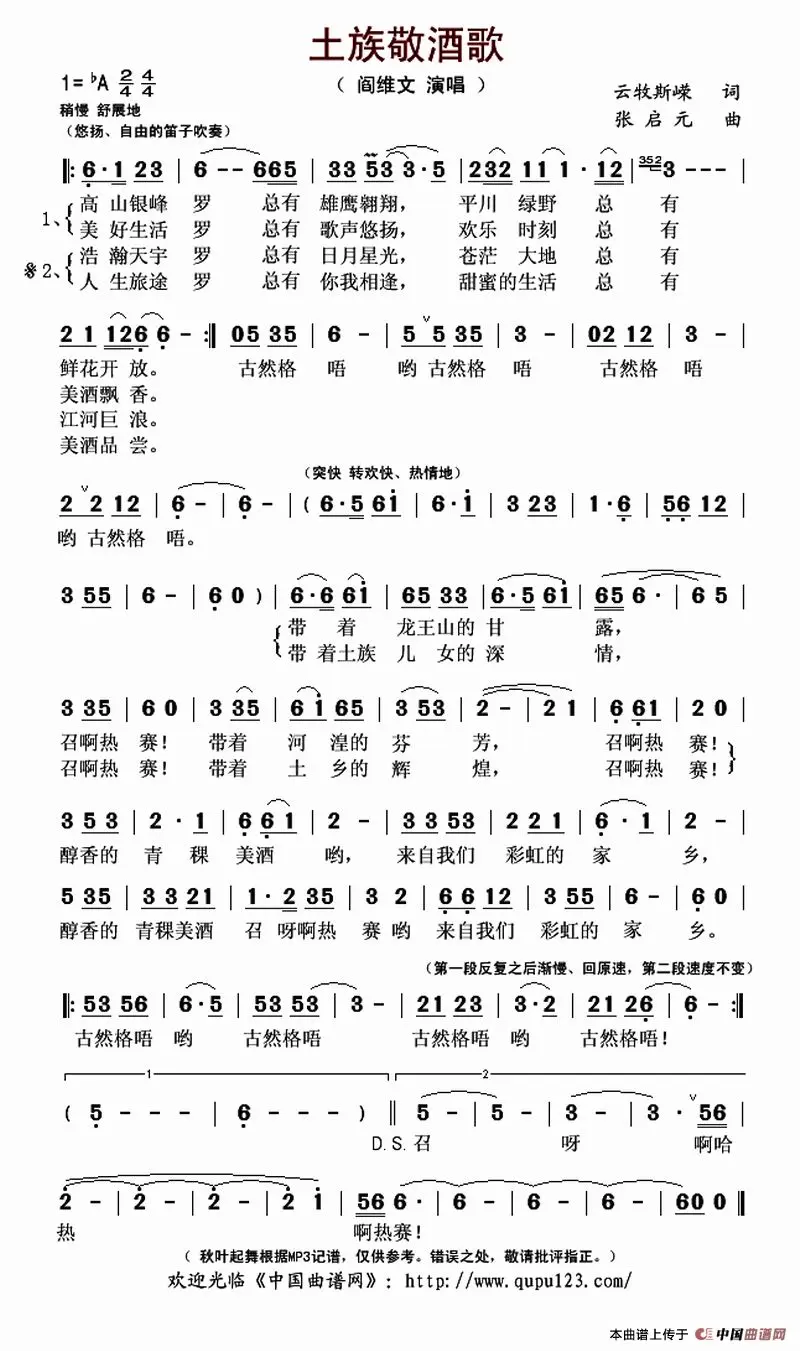 土族敬酒歌
（ 阎维文 演唱 ）
1=♭A 2/4 4/4
云牧斯嵘 词
稍慢 舒展地
张启元 曲
（悠扬、自由的笛子吹奏）
‖: 6·1 23 | 6 -- 665 | 33 53 3·5 | 232 11 1·12 | 352 3 --- |
1、 高 山银峰 罗 总有 雄鹰翱翔， 平川 绿野 总 有
美 好生活 罗 总有 歌声悠扬， 欢乐 时刻 总 有
𝄋 2、 浩 瀚天宇 罗 总有 日月星光， 苍茫 大地 总 有
人 生旅途 罗 总有 你我相逢， 甜蜜的生活 总 有
2 1 126 6 - :‖ 05 35 | 6 - | 5 5 35 | 3 - | 02 12 | 3 - |
鲜花开 放。 古然格 唔 哟 古然格 唔 古然格 唔
美酒飘 香。
江河巨 浪。
美酒品 尝。
（突快 转欢快、热情地）
2 2 12 | 6 - | 6 - | ( 6·5 61 | 6·1 | 3 23 | 1·6 | 56 12 |
哟 古然格 唔。
3 55 | 6 - | 6 0 ) | 6·6 61 | 65 33 | 6·5 61 | 65 6· | 6 5 |
带 着 龙王山的 甘 露，
带 着土族 儿 女的 深 情，
3 35 | 6 0 | 3 35 | 6 1 65 | 3 53 | 2 - | 2 1 | 6 61 | 2 0 |
召啊热 赛！ 带着 河 湟的 芬 芳， 召啊热 赛！
召啊热 赛！ 带着 土 乡的 辉 煌， 召啊热 赛！
3 5 3 | 2 · 1 | 6 6 1 | 2 - | 3 3 53 | 2 2 1 | 6 · 1 | 2 - |
醇香的 青 稞 美酒 哟， 来自我们 彩虹的 家 乡，
5 35 | 3 3 21 | 1·2 35 | 3 2 | 6 6 12 | 3 55 | 6 - | 6 0 |
醇香的 青稞美酒 召 呀啊热 赛 哟 来自我们 彩虹的 家 乡。
（第一段反复之后渐慢、回原速，第二段速度不变）
‖: 53 56 | 6·5 | 53 53 | 3 - | 21 23 | 3·2 | 21 26 | 6 - :‖
古然格唔 哟 古然格唔 古然格唔 哟 古然格唔！
1 2
( 5 - - - | 6 - - - ) ‖ 5 - | 5 - | 3 - | 3 · 56 |
D.S. 召 呀 啊哈
2 - | 2 - | 2 - | 2 1 | 56 6· | 6 - | 6 - | 6 - | 60 0 ‖
热 啊热赛！
（ 秋叶起舞根据MP3记谱，仅供参考。错误之处，敬请批评指正。）
欢迎光临《中国曲谱网》：http://www.qupu123.com/
本曲谱上传于 中国曲谱网